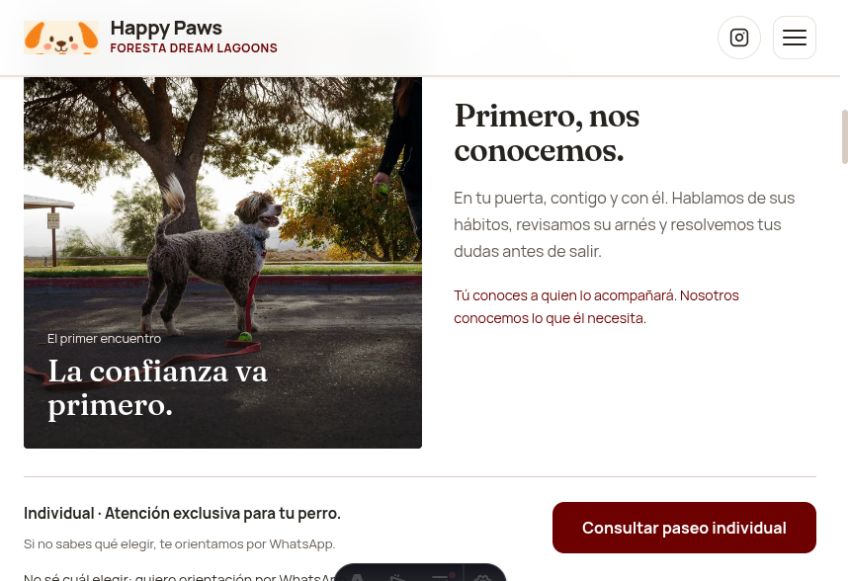 Happy Paws
FORESTA DREAM LAGOONS
El primer encuentro
La confianza va
primero.
Primero, nos
conocemos.
En tu puerta, contigo y con él. Hablamos de sus
hábitos, revisamos su arnés y resolvemos tus
dudas antes de salir.
Tú conoces a quien lo acompañará. Nosotros
conocemos lo que él necesita.
Individual · Atención exclusiva para tu perro.
Si no sabes qué elegir, te orientamos por WhatsApp.
Consultar paseo individual
No sé cuál elegir: quiero orientación por